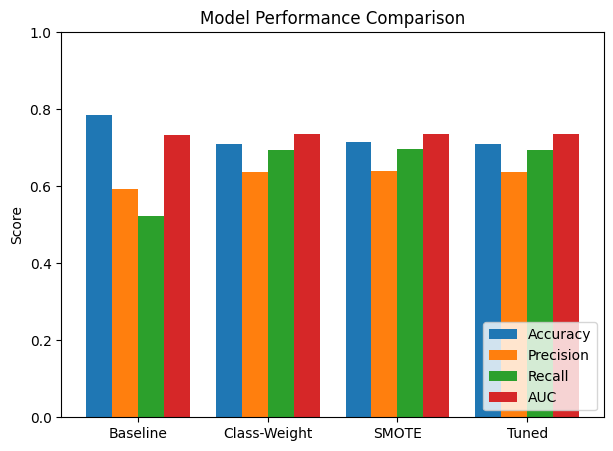 Model Performance Comparison
1.0
0.8
0.6
0.4
0.2
0.0
Score
Baseline
Class-Weight
SMOTE
Tuned
Accuracy
Precision
Recall
AUC